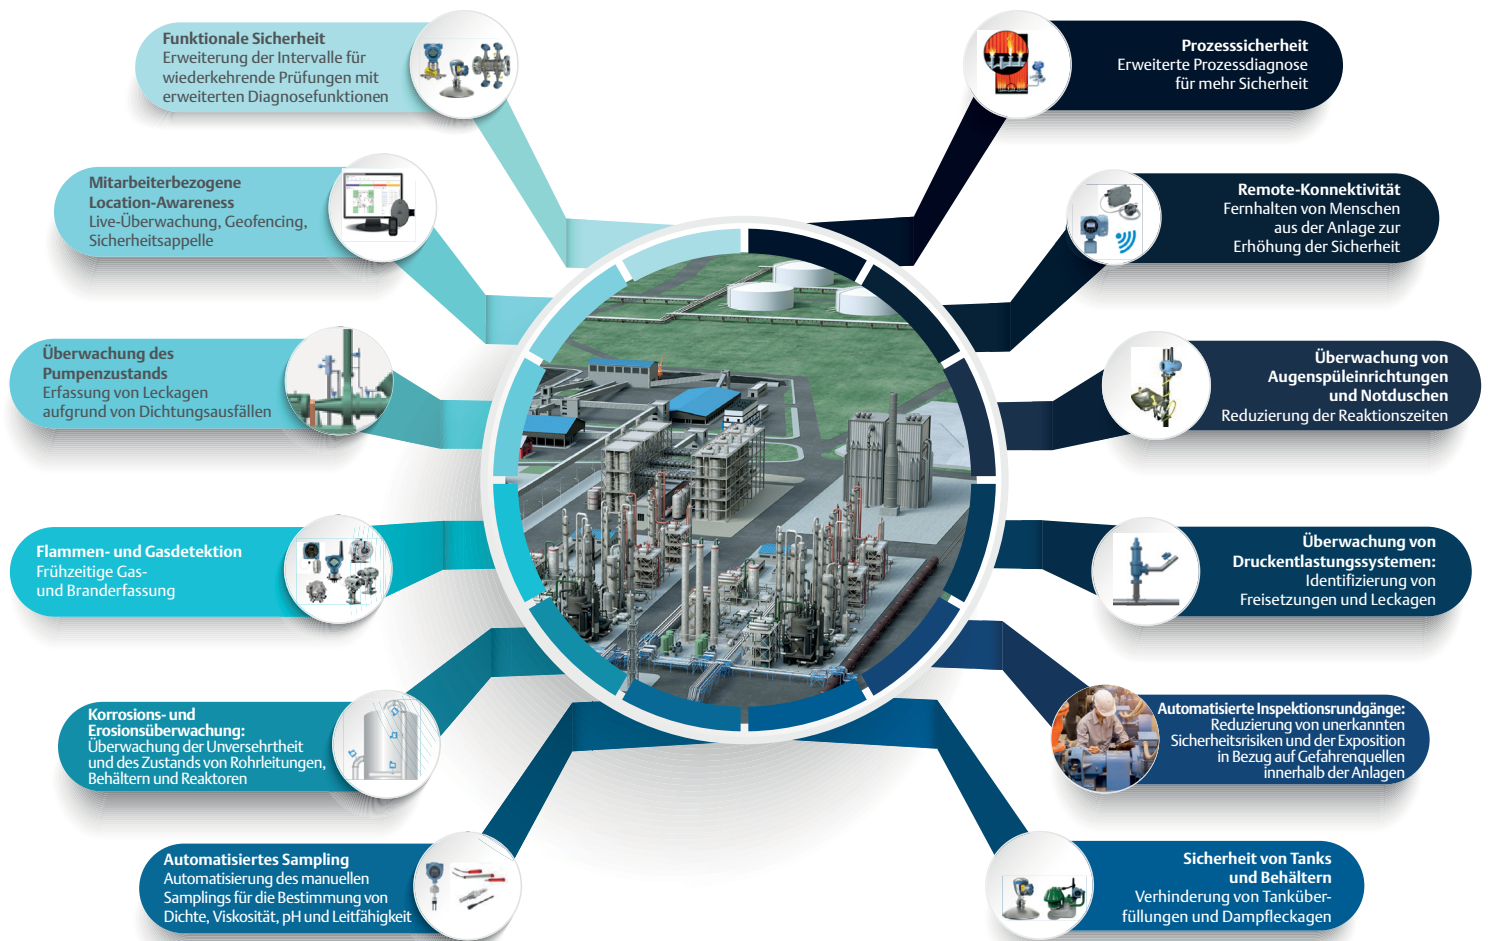 Funktionale Sicherheit
Erweiterung der Intervalle für
wiederkehrende Prüfungen mit
erweiterten Diagnosefunktionen
Mitarbeiterbezogene
Location-Awareness
Live-Überwachung, Geofencing,
Sicherheitsappelle
Überwachung des
Pumpenzustands
Erfassung von Leckagen
aufgrund von Dichtungsausfällen
Flammen- und Gasdetektion
Frühzeitige Gas-
und Branderfassung
Korrosions- und
Erosionsüberwachung:
Überwachung der Unversehrtheit
und des Zustands von Rohrleitungen,
Behältern und Reaktoren
Automatisiertes Sampling
Automatisierung des manuellen
Samplings für die Bestimmung von
Dichte, Viskosität, pH und Leitfähigkeit
Prozesssicherheit
Erweiterte Prozessdiagnose
für mehr Sicherheit
Remote-Konnektivität
Fernhalten von Menschen
aus der Anlage zur
Erhöhung der Sicherheit
Überwachung von
Augenspüleinrichtungen
und Notduschen
Reduzierung der Reaktionszeiten
Überwachung von
Druckentlastungssystemen:
Identifizierung von
Freisetzungen und Leckagen
Automatisierte Inspektionsrundgänge:
Reduzierung von unerkannten
Sicherheitsrisiken und der Exposition
in Bezug auf Gefahrenquellen
innerhalb der Anlagen
Sicherheit von Tanks
und Behältern
Verhinderung von Tanküber-
füllungen und Dampfleckagen